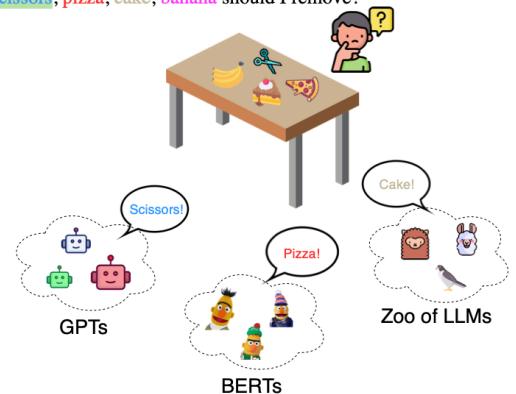 scissors, pizza, cake, banana should I remove?
?
Cake!
Scissors!
Pizza!
GPTs
Zoo of LLMs
BERTs